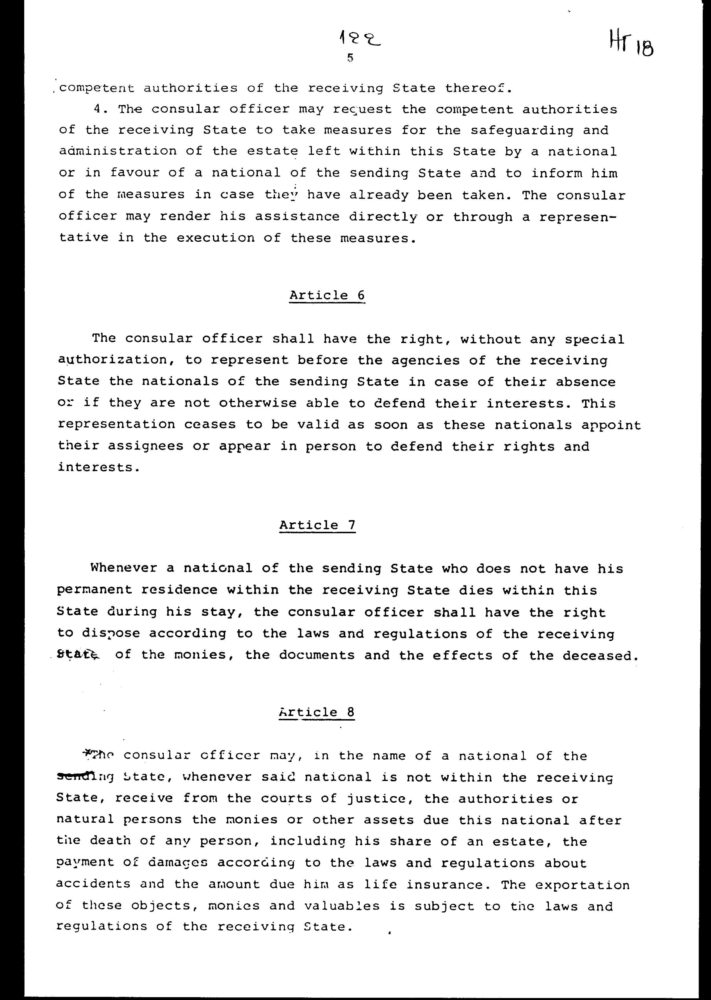 122
5
HT 18
competent authorities of the receiving State thereof.
4. The consular officer may request the competent authorities
of the receiving State to take measures for the safeguarding and
administration of the estate left within this State by a national
or in favour of a national of the sending State and to inform him
of the measures in case they have already been taken. The consular
officer may render his assistance directly or through a represen-
tative in the execution of these measures.
Article 6
The consular officer shall have the right, without any special
authorization, to represent before the agencies of the receiving
State the nationals of the sending State in case of their absence
or if they are not otherwise able to defend their interests. This
representation ceases to be valid as soon as these nationals appoint
their assignees or appear in person to defend their rights and
interests.
Article 7
Whenever a national of the sending State who does not have his
permanent residence within the receiving State dies within this
State during his stay, the consular officer shall have the right
to dispose according to the laws and regulations of the receiving
State of the monies, the documents and the effects of the deceased.
Article 8
The consular officer may, in the name of a national of the
sending State, whenever said national is not within the receiving
State, receive from the courts of justice, the authorities or
natural persons the monies or other assets due this national after
the death of any person, including his share of an estate, the
payment of damages according to the laws and regulations about
accidents and the amount due him as life insurance. The exportation
of these objects, monies and valuables is subject to the laws and
regulations of the receiving State.